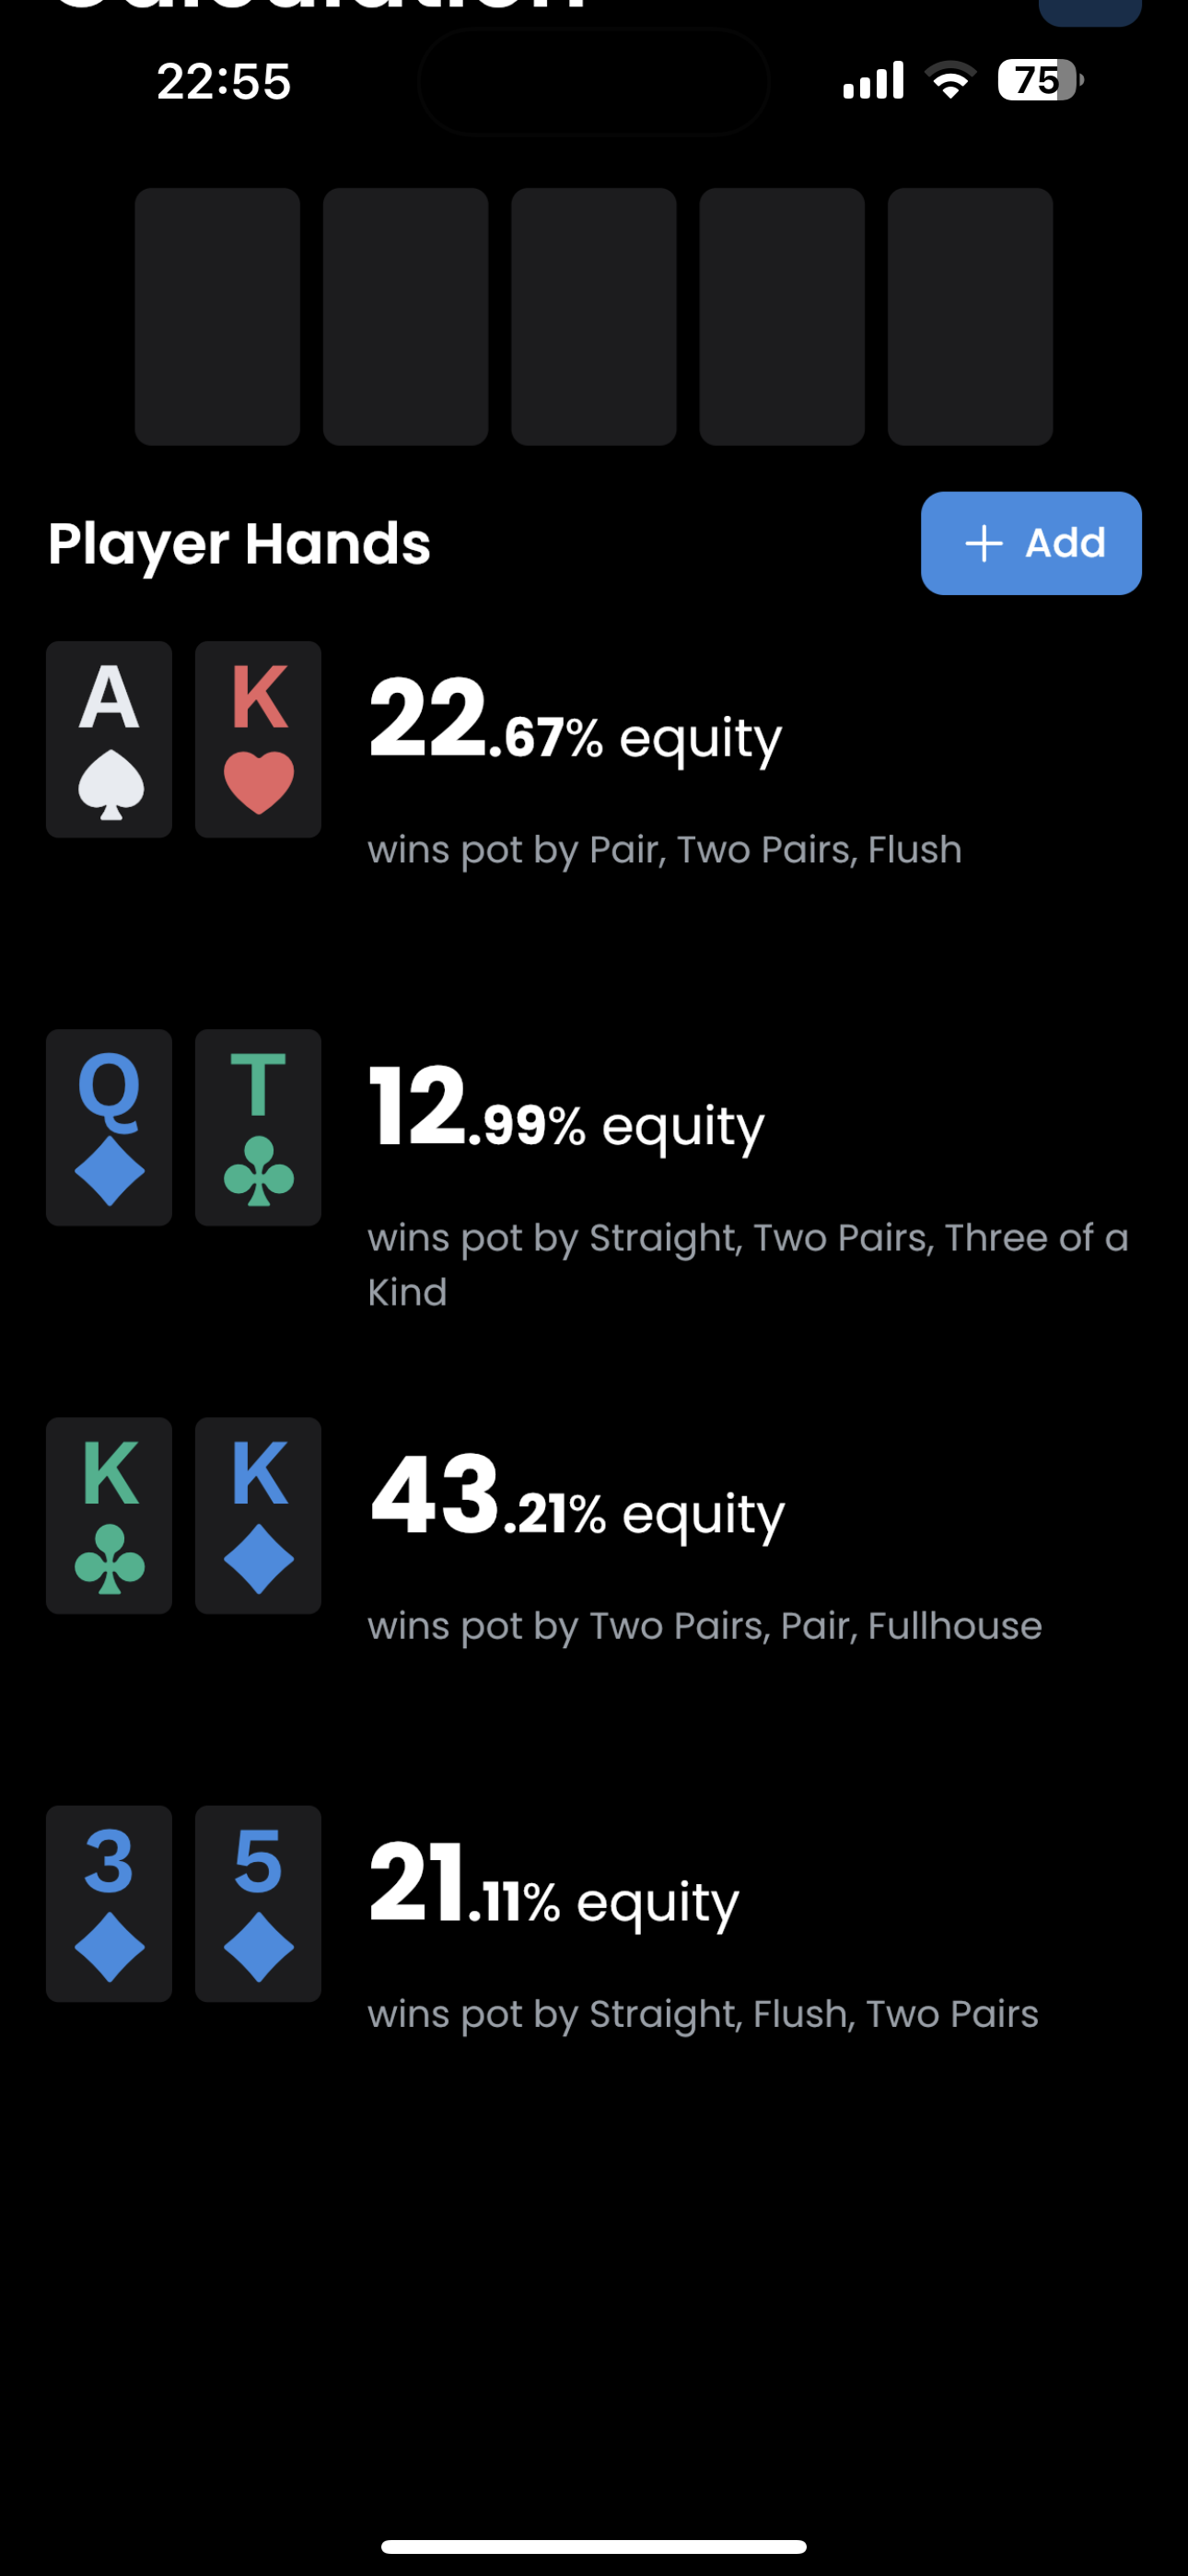 22:55
75
Player Hands
+ Add
A K
22.67% equity
wins pot by Pair, Two Pairs, Flush
Q T
12.99% equity
wins pot by Straight, Two Pairs, Three of a
Kind
K K
43.21% equity
wins pot by Two Pairs, Pair, Fullhouse
3 5
21.11% equity
wins pot by Straight, Flush, Two Pairs